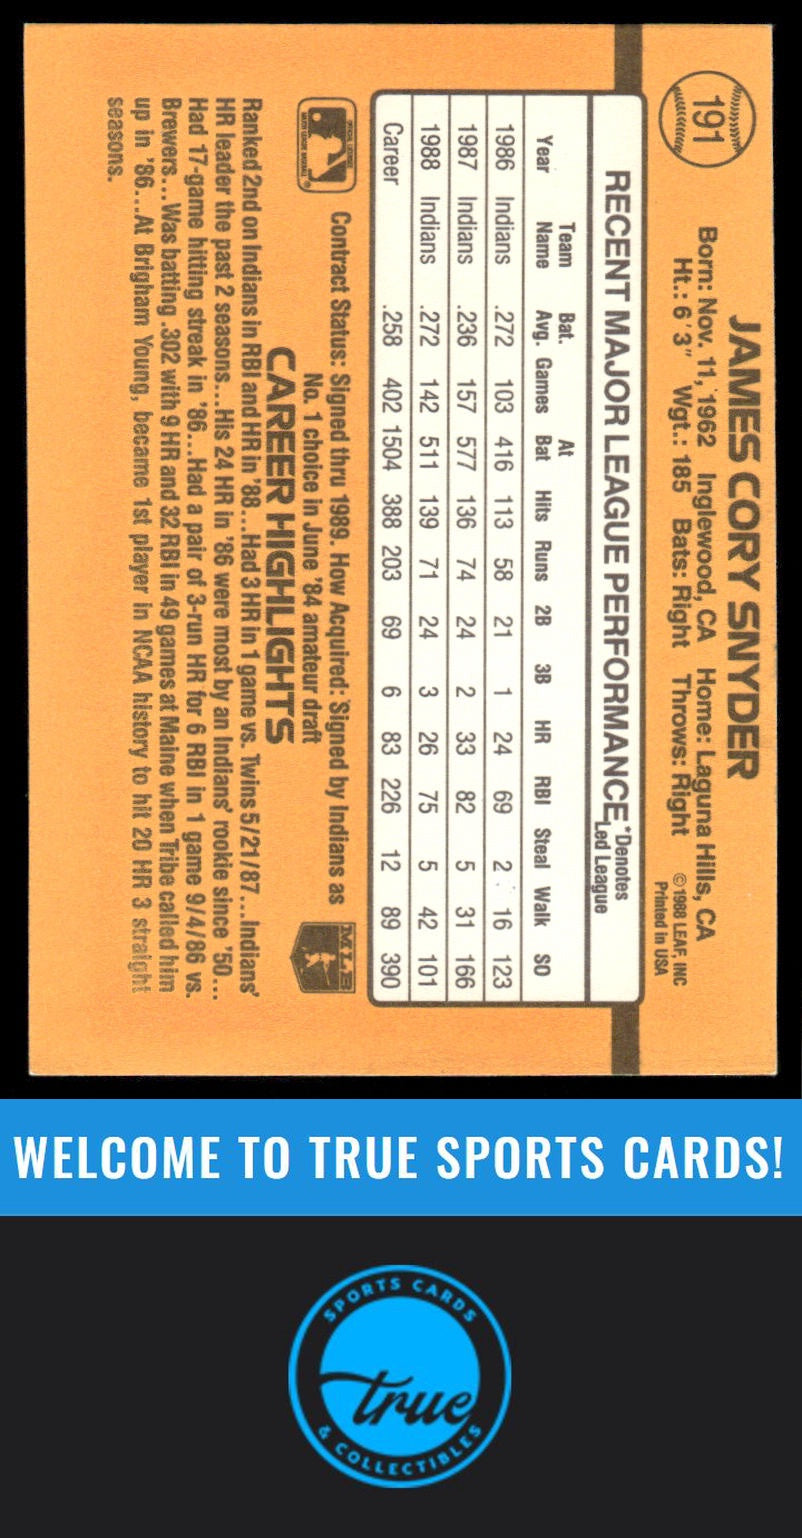 191
JAMES CORY SNYDER
Born: Nov. 11, 1962 Inglewood, CA Home: Laguna Hills, CA
Ht.: 6'3" Wgt.: 185 Bats: Right Throws: Right
©1988 LEAF, INC
Printed in USA
RECENT MAJOR LEAGUE PERFORMANCE *Denotes Led League
Year Team Name Bat. Avg. Games At Bat Hits Runs 2B 3B HR RBI Steal Walk SO
1986 Indians .272 103 416 113 58 21 1 24 69 2 16 123
1987 Indians .236 157 577 136 74 24 2 33 82 5 31 166
1988 Indians .272 142 511 139 71 24 3 26 75 5 42 101
Career .258 402 1504 388 203 69 6 83 226 12 89 390
OFFICIAL LICENSEE
MAJOR LEAGUE BASEBALL
Contract Status: Signed thru 1989. How Acquired: Signed by Indians as
No. 1 choice in June '84 amateur draft
MLB
CAREER HIGHLIGHTS
Ranked 2nd on Indians in RBI and HR in '88...Had 3 HR in 1 game vs. Twins 5/21/87...Indians'
HR leader the past 2 seasons...His 24 HR in '86 were most by an Indians' rookie since '50...
Had 17-game hitting streak in '86...Had a pair of 3-run HR for 6 RBI in 1 game 9/4/86 vs.
Brewers...Was batting .302 with 9 HR and 32 RBI in 49 games at Maine when Tribe called him
up in '86...At Brigham Young, became 1st player in NCAA history to hit 20 HR 3 straight
seasons.
WELCOME TO TRUE SPORTS CARDS!
SPORTS CARDS
true
& COLLECTIBLES